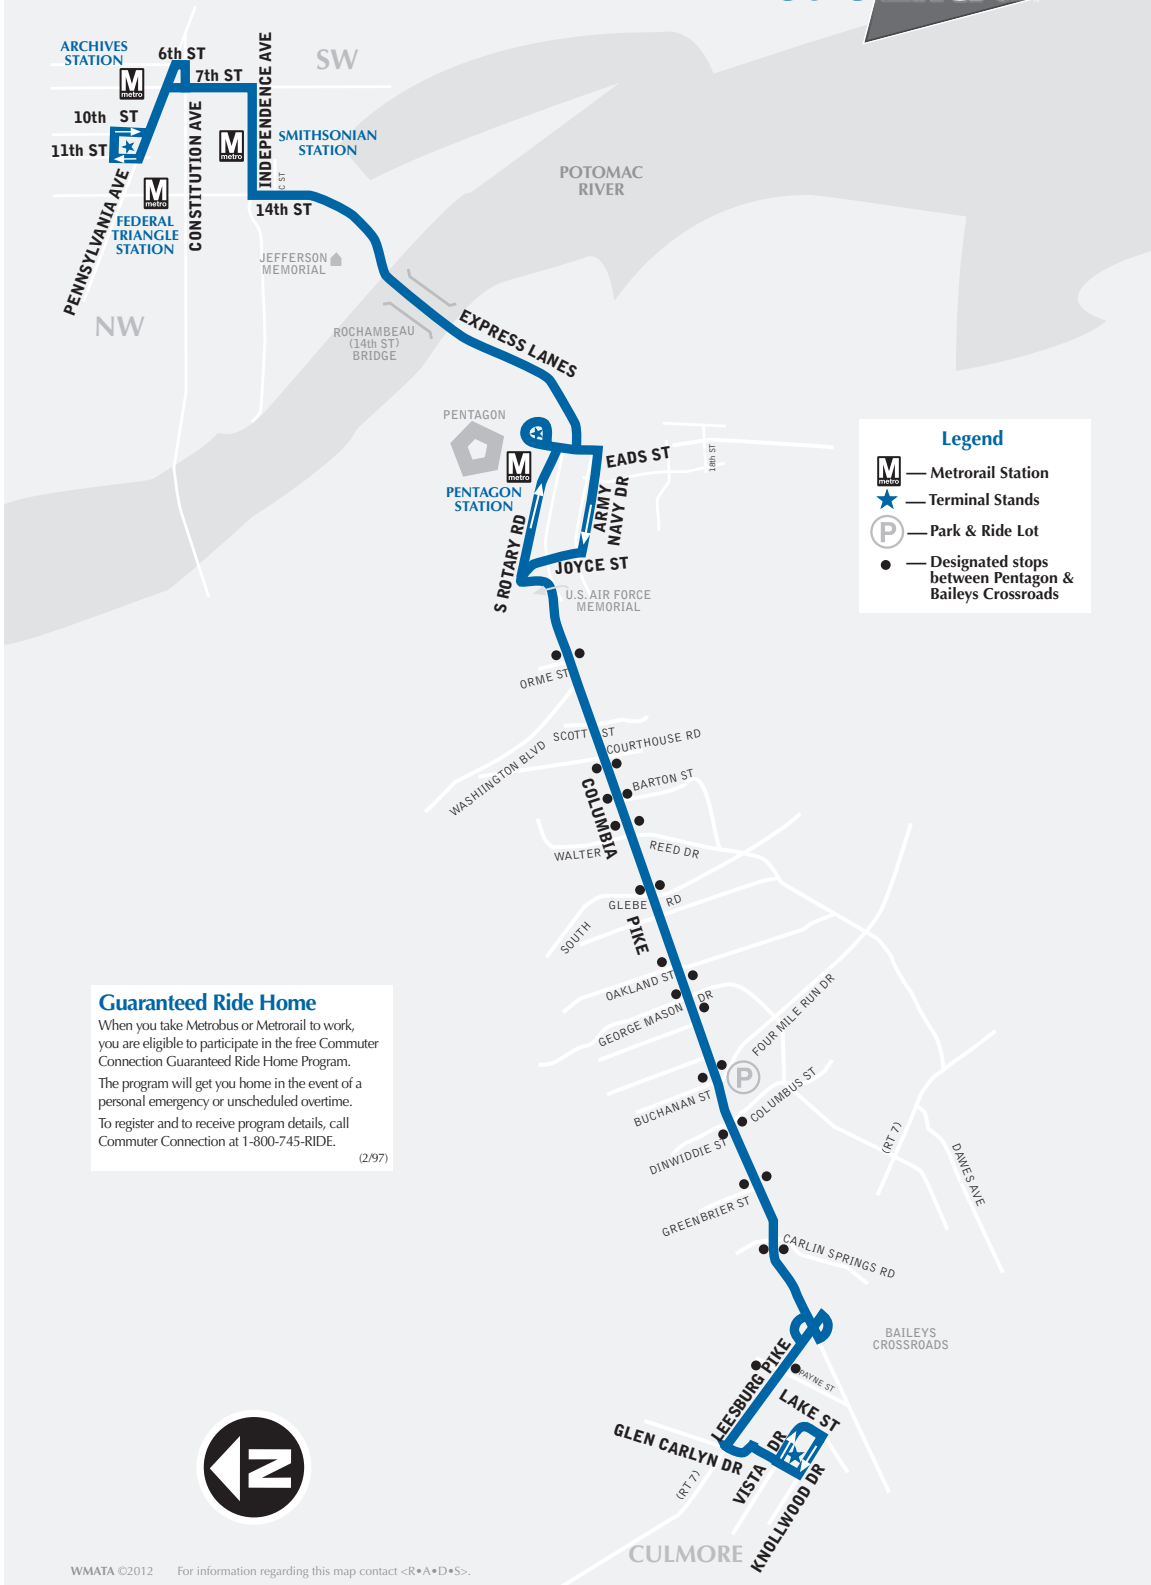 ARCHIVES
STATION
6th ST
INDEPENDENCE AVE
SW
M
metro
7th ST
10th ST
11th ST
CONSTITUTION AVE
M
metro
SMITHSONIAN
STATION
C ST
PENNSYLVANIA AVE
M
metro
14th ST
FEDERAL
TRIANGLE
STATION
POTOMAC
RIVER
JEFFERSON
MEMORIAL
NW
ROCHAMBEAU
(14th ST)
BRIDGE
EXPRESS LANES
PENTAGON
M
metro
EADS ST
18th ST
PENTAGON
STATION
ARMY
NAVY DR
S ROTARY RD
JOYCE ST
U.S. AIR FORCE
MEMORIAL
Legend
M
metro
Metrorail Station
Terminal Stands
P
Park & Ride Lot
Designated stops
between Pentagon &
Baileys Crossroads
ORME ST
SCOTT ST
COURTHOUSE RD
WASHIINGTON BLVD
BARTON ST
COLUMBIA
WALTER REED DR
GLEBE RD
SOUTH
PIKE
OAKLAND ST
GEORGE MASON DR
FOUR MILE RUN DR
P
BUCHANAN ST
COLUMBUS ST
DINWIDDIE ST
(RT 7)
DAWES AVE
GREENBRIER ST
CARLIN SPRINGS RD
Guaranteed Ride Home
When you take Metrobus or Metrorail to work,
you are eligible to participate in the free Commuter
Connection Guaranteed Ride Home Program.
The program will get you home in the event of a
personal emergency or unscheduled overtime.
To register and to receive program details, call
Commuter Connection at 1-800-745-RIDE.
(2/97)
BAILEYS
CROSSROADS
LEESBURG PIKE
PAYNE ST
LAKE ST
GLEN CARLYN DR
VISTA DR
(RT 7)
KNOLLWOOD DR
N
CULMORE
WMATA ©2012 For information regarding this map contact <R•A•D•S>.